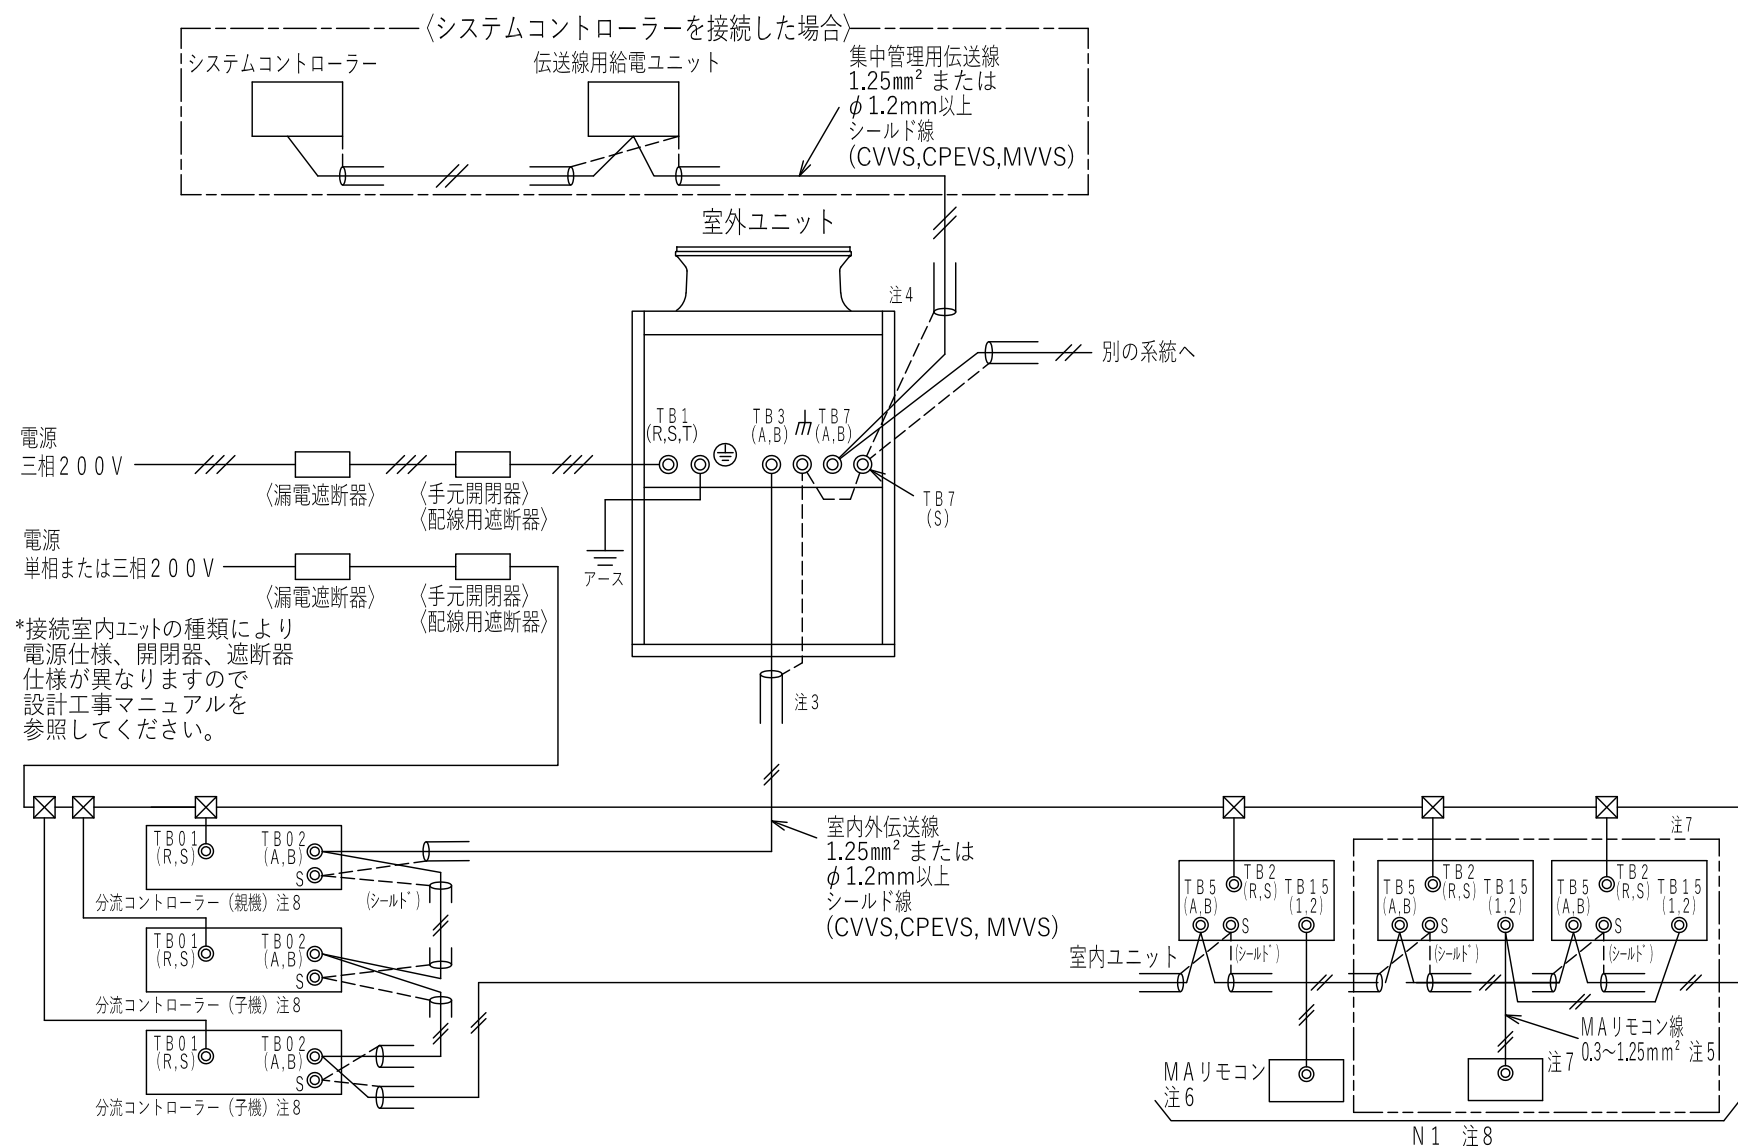 〈システムコントローラーを接続した場合〉
システムコントローラー
伝送線用給電ユニット
集中管理用伝送線
1.25mm² または
φ1.2mm以上
シールド線
(CVVS,CPEVS,MVVS)
室外ユニット
注4
別の系統へ
TB1
(R,S,T)
TB3
(A,B)
TB7
(A,B)
TB7
(S)
電源
三相200V
〈漏電遮断器〉
〈手元開閉器〉
〈配線用遮断器〉
アース
電源
単相または三相200V
〈漏電遮断器〉
〈手元開閉器〉
〈配線用遮断器〉
*接続室内ユニットの種類により
電源仕様、開閉器、遮断器
仕様が異なりますので
設計工事マニュアルを
参照してください。
注3
室内外伝送線
1.25mm² または
φ1.2mm以上
シールド線
(CVVS,CPEVS, MVVS)
TB01
(R,S)
TB02
(A,B)
S
分流コントローラー (親機) 注8
(シールド)
TB01
(R,S)
TB02
(A,B)
S
分流コントローラー (子機) 注8
TB01
(R,S)
TB02
(A,B)
S
分流コントローラー (子機) 注8
室内ユニット
TB5
(A,B)
TB2
(R,S)
TB15
(1,2)
S
(シールド)
注7
TB5
(A,B)
TB2
(R,S)
TB15
(1,2)
S
(シールド)
TB5
(A,B)
TB2
(R,S)
TB15
(1,2)
S
(シールド)
MAリモコン線
0.3~1.25mm² 注5
MAリモコン
注6
注7
N1 注8